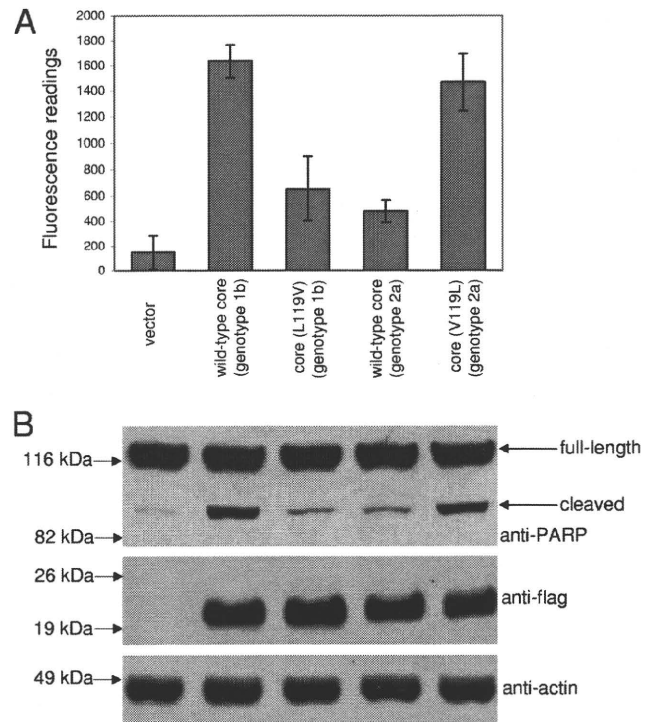 A
Fluorescence readings
2000
1800
1600
1400
1200
1000
800
600
400
200
0
vector
wild-type core
(genotype 1b)
core (L119V)
(genotype 1b)
wild-type core
(genotype 2a)
core (V119L)
(genotype 2a)
B
116 kDa
82 kDa
full-length
cleaved
anti-PARP
26 kDa
19 kDa
anti-flag
49 kDa
anti-actin